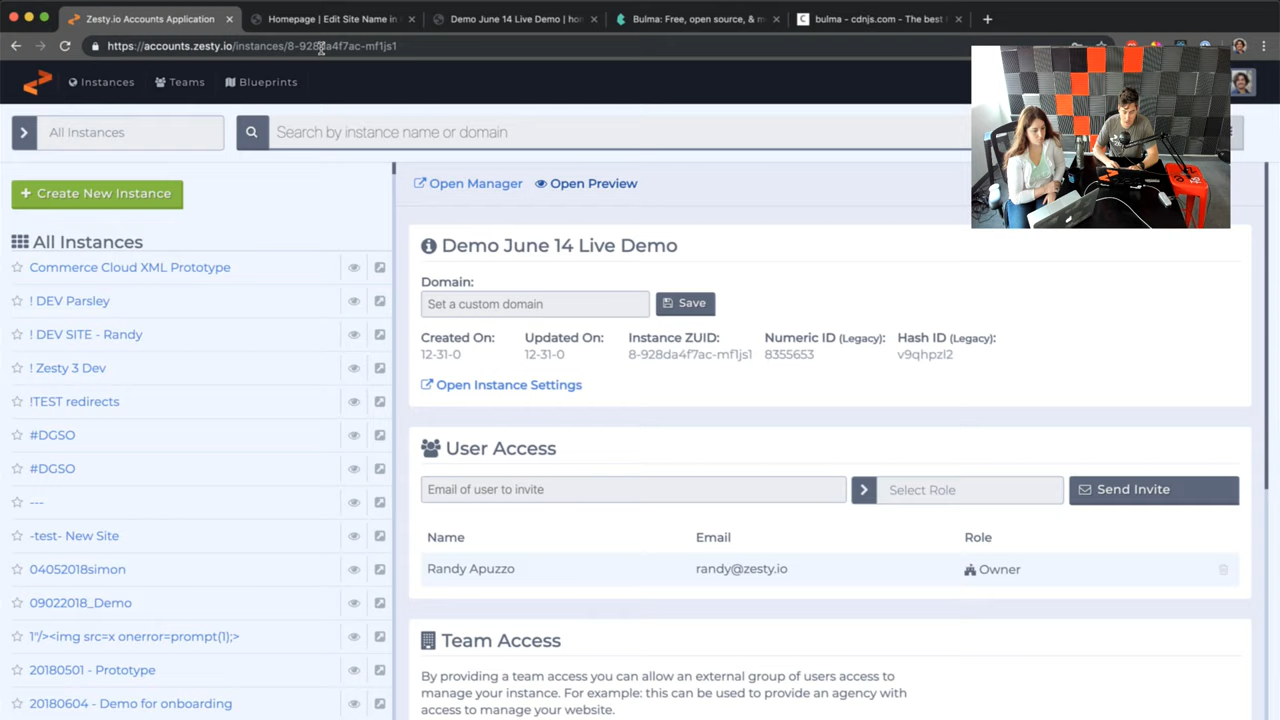 Zesty.io Accounts Application
Homepage | Edit Site Name in
Demo June 14 Live Demo | hon
Bulma: Free, open source, & m
bulma - cdnjs.com - The best
https://accounts.zesty.io/instances/8-928da4f7ac-mf1js1
Instances
Teams
Blueprints
All Instances
Search by instance name or domain
Create New Instance
Open Manager
Open Preview
All Instances
Commerce Cloud XML Prototype
! DEV Parsley
! DEV SITE - Randy
! Zesty 3 Dev
!TEST redirects
#DGSO
#DGSO
---
-test- New Site
04052018simon
09022018_Demo
1"/><img src=x onerror=prompt(1);>
20180501 - Prototype
20180604 - Demo for onboarding
Demo June 14 Live Demo
Domain:
Set a custom domain
Save
Created On: Updated On: Instance ZUID: Numeric ID (Legacy): Hash ID (Legacy):
12-31-0 12-31-0 8-928da4f7ac-mf1js1 8355653 v9qhpzl2
Open Instance Settings
User Access
Email of user to invite
Select Role
Send Invite
Name Email Role
Randy Apuzzo randy@zesty.io Owner
Team Access
By providing a team access you can allow an external group of users access to
manage your instance. For example: this can be used to provide an agency with
access to manage your website.